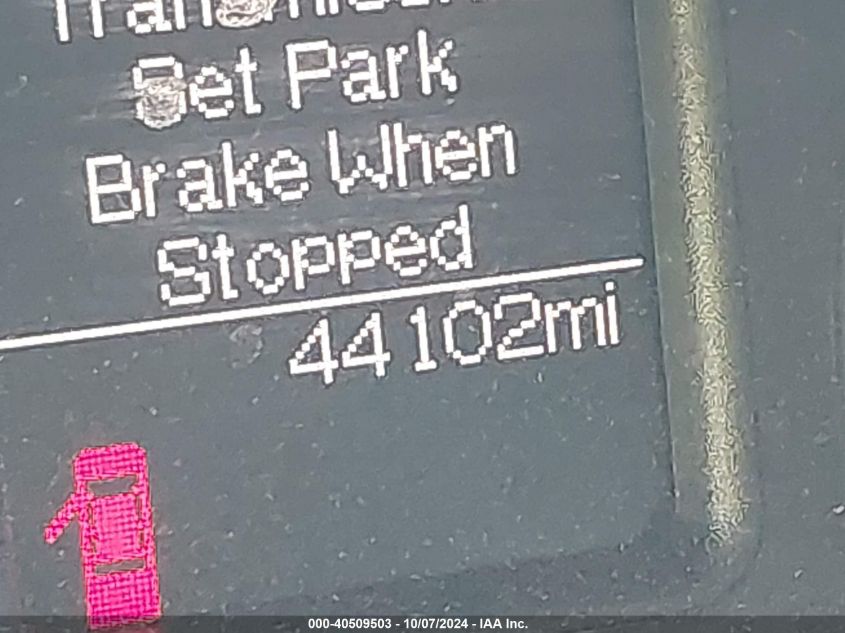 Set Park
Brake When
Stopped
44102mi
000-40509503 - 10/07/2024 - IAA Inc.